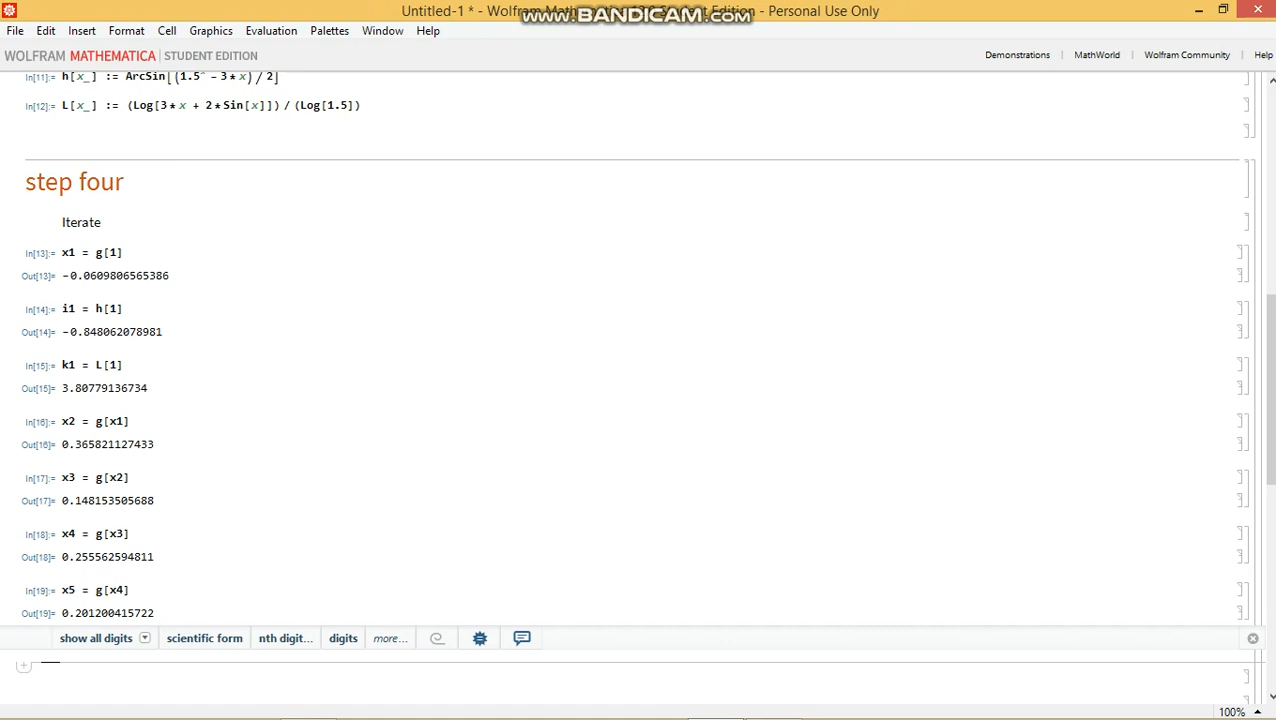 Untitled-1 * - Wolfram Mathematica Student Edition - Personal Use Only
www.BANDICAM.com
File Edit Insert Format Cell Graphics Evaluation Palettes Window Help
WOLFRAM MATHEMATICA STUDENT EDITION
Demonstrations MathWorld Wolfram Community Help
In[11]:= h[x_] := ArcSin[(1.5^ - 3*x)/2]
In[12]:= L[x_] := (Log[3*x + 2*Sin[x]])/(Log[1.5])
step four
Iterate
In[13]:= x1 = g[1]
Out[13]= -0.0609806565386
In[14]:= i1 = h[1]
Out[14]= -0.848062078981
In[15]:= k1 = L[1]
Out[15]= 3.80779136734
In[16]:= x2 = g[x1]
Out[16]= 0.365821127433
In[17]:= x3 = g[x2]
Out[17]= 0.148153505688
In[18]:= x4 = g[x3]
Out[18]= 0.255562594811
In[19]:= x5 = g[x4]
Out[19]= 0.201200415722
show all digits scientific form nth digit... digits more...
100%